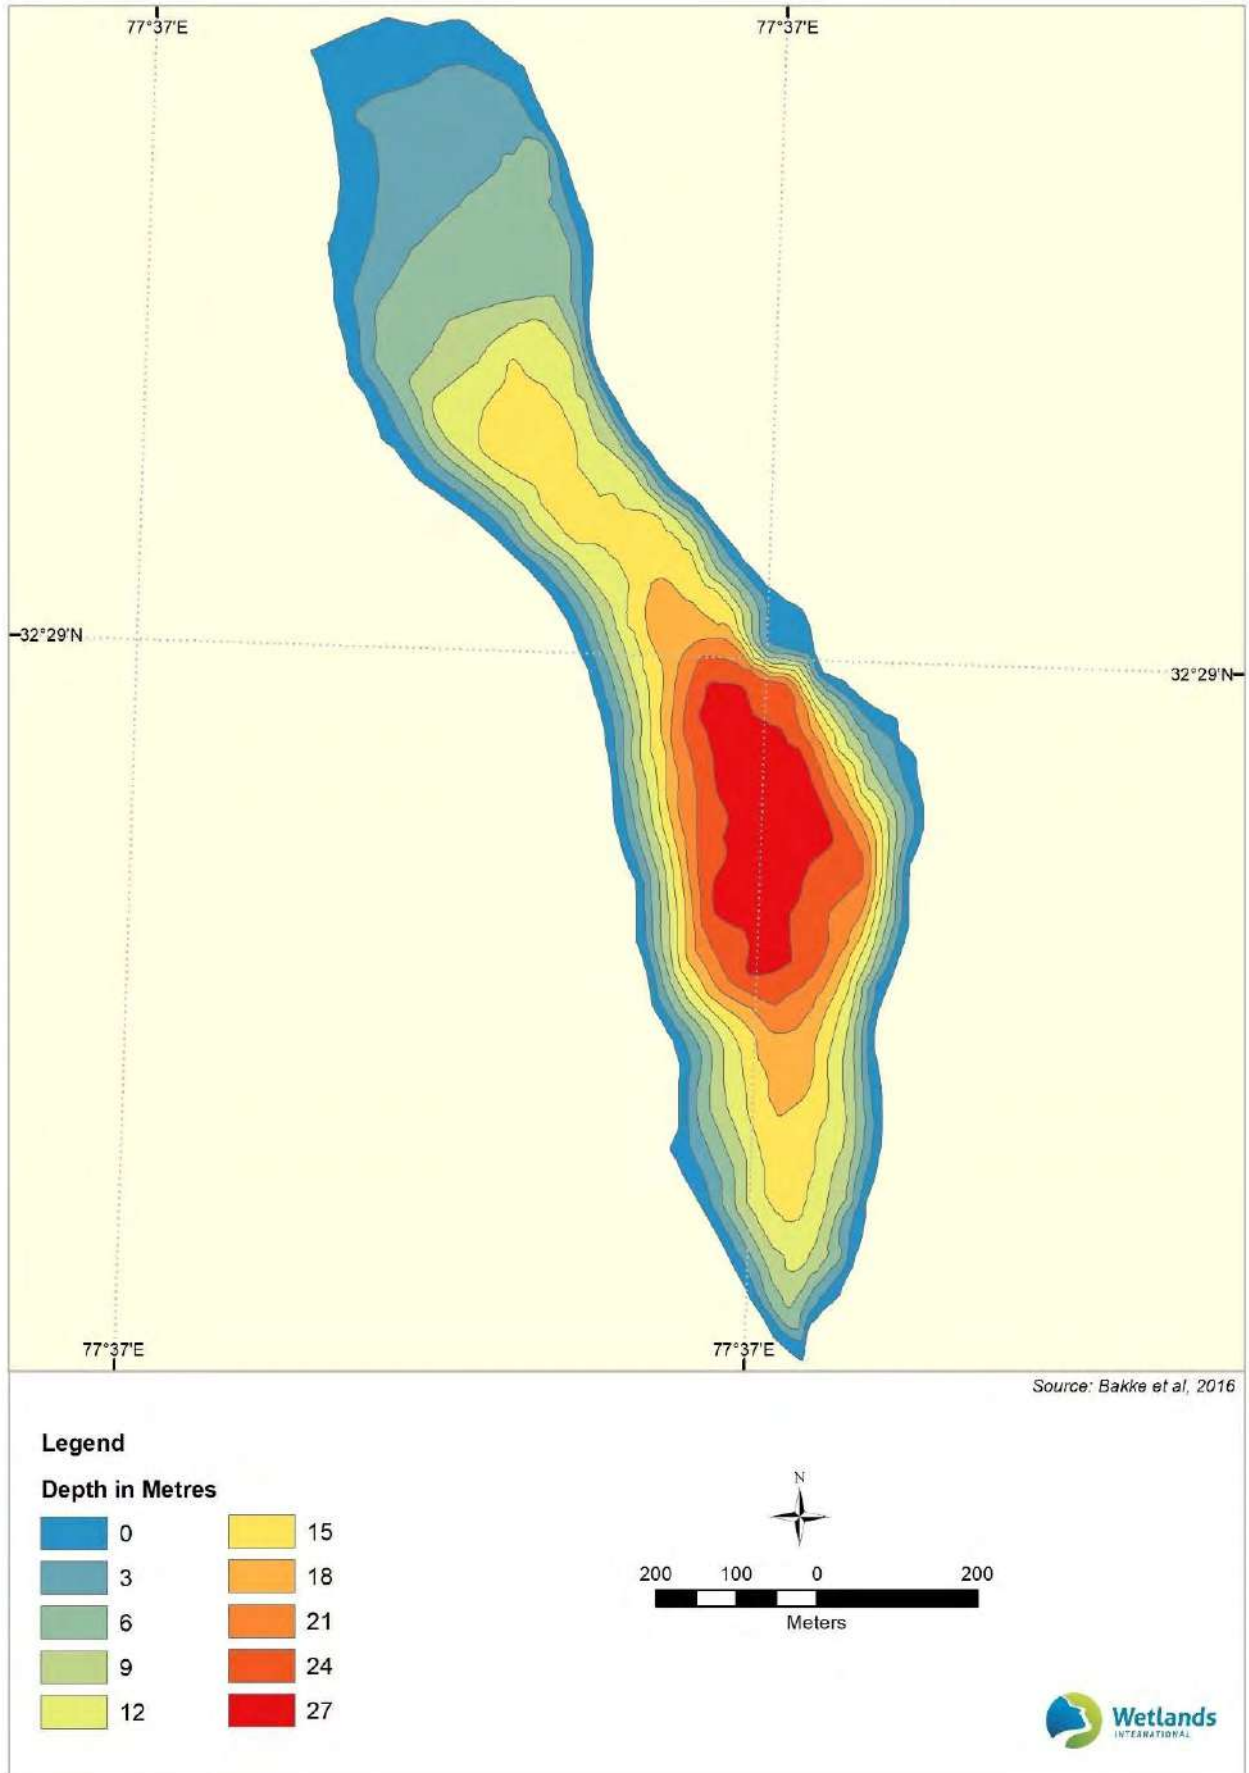 77°37'E 77°37'E
32°29'N
32°29'N
77°37'E 77°37'E
Source: Bakke et al, 2016
Legend
Depth in Metres
0 15
3 18
6 21
9 24
12 27
N
200 100 0 200
Meters
Wetlands
INTERNATIONAL